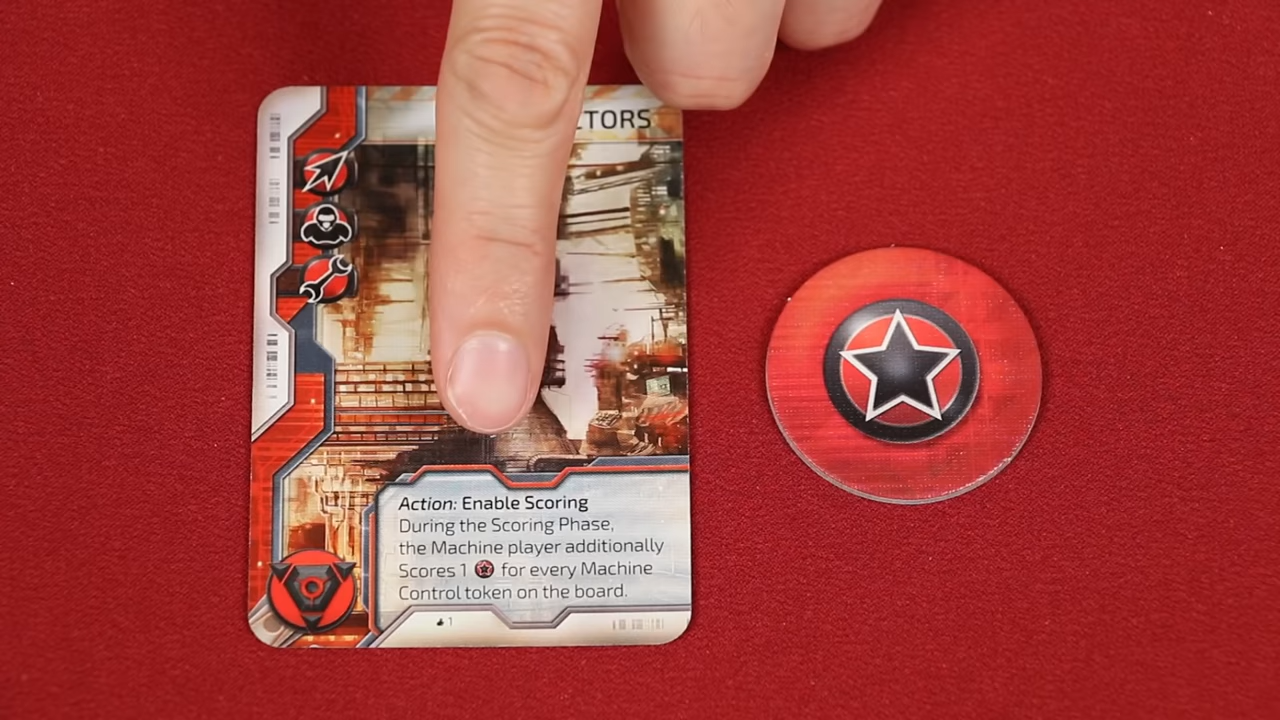 CTORS
Action: Enable Scoring
During the Scoring Phase,
the Machine player additionally
Scores 1 for every Machine
Control token on the board.
1